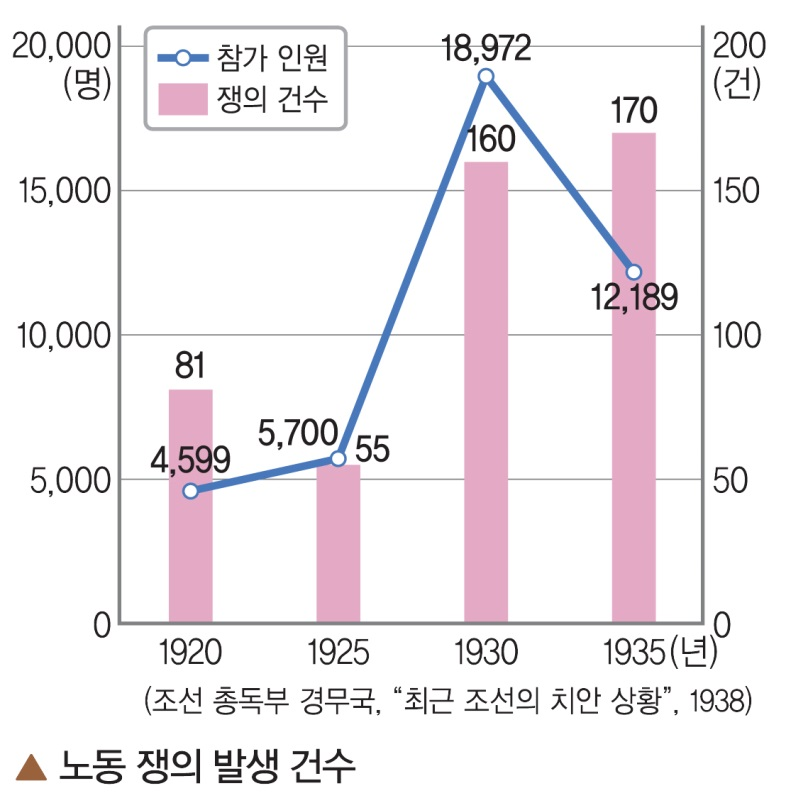 20,000
(명)
15,000
10,000
5,000
0
참가 인원
쟁의 건수
200
(건)
150
100
50
0
81
4,599
5,700
55
18,972
160
170
12,189
1920 1925 1930 1935(년)
(조선 총독부 경무국, “최근 조선의 치안 상황”, 1938)
▲ 노동 쟁의 발생 건수